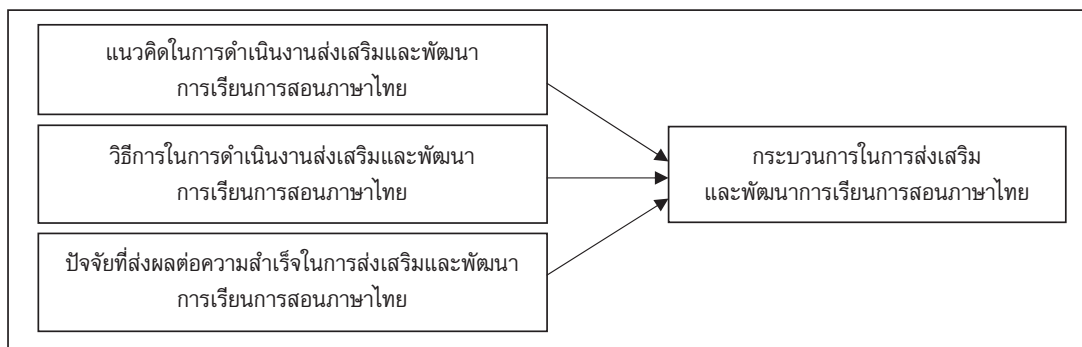 แนวคิดในการดำเนินงานส่งเสริมและพัฒนา
การเรียนการสอนภาษาไทย
วิธีการในการดำเนินงานส่งเสริมและพัฒนา
การเรียนการสอนภาษาไทย
ปัจจัยที่ส่งผลต่อความสำเร็จในการส่งเสริมและพัฒนา
การเรียนการสอนภาษาไทย
กระบวนการในการส่งเสริม
และพัฒนาการเรียนการสอนภาษาไทย